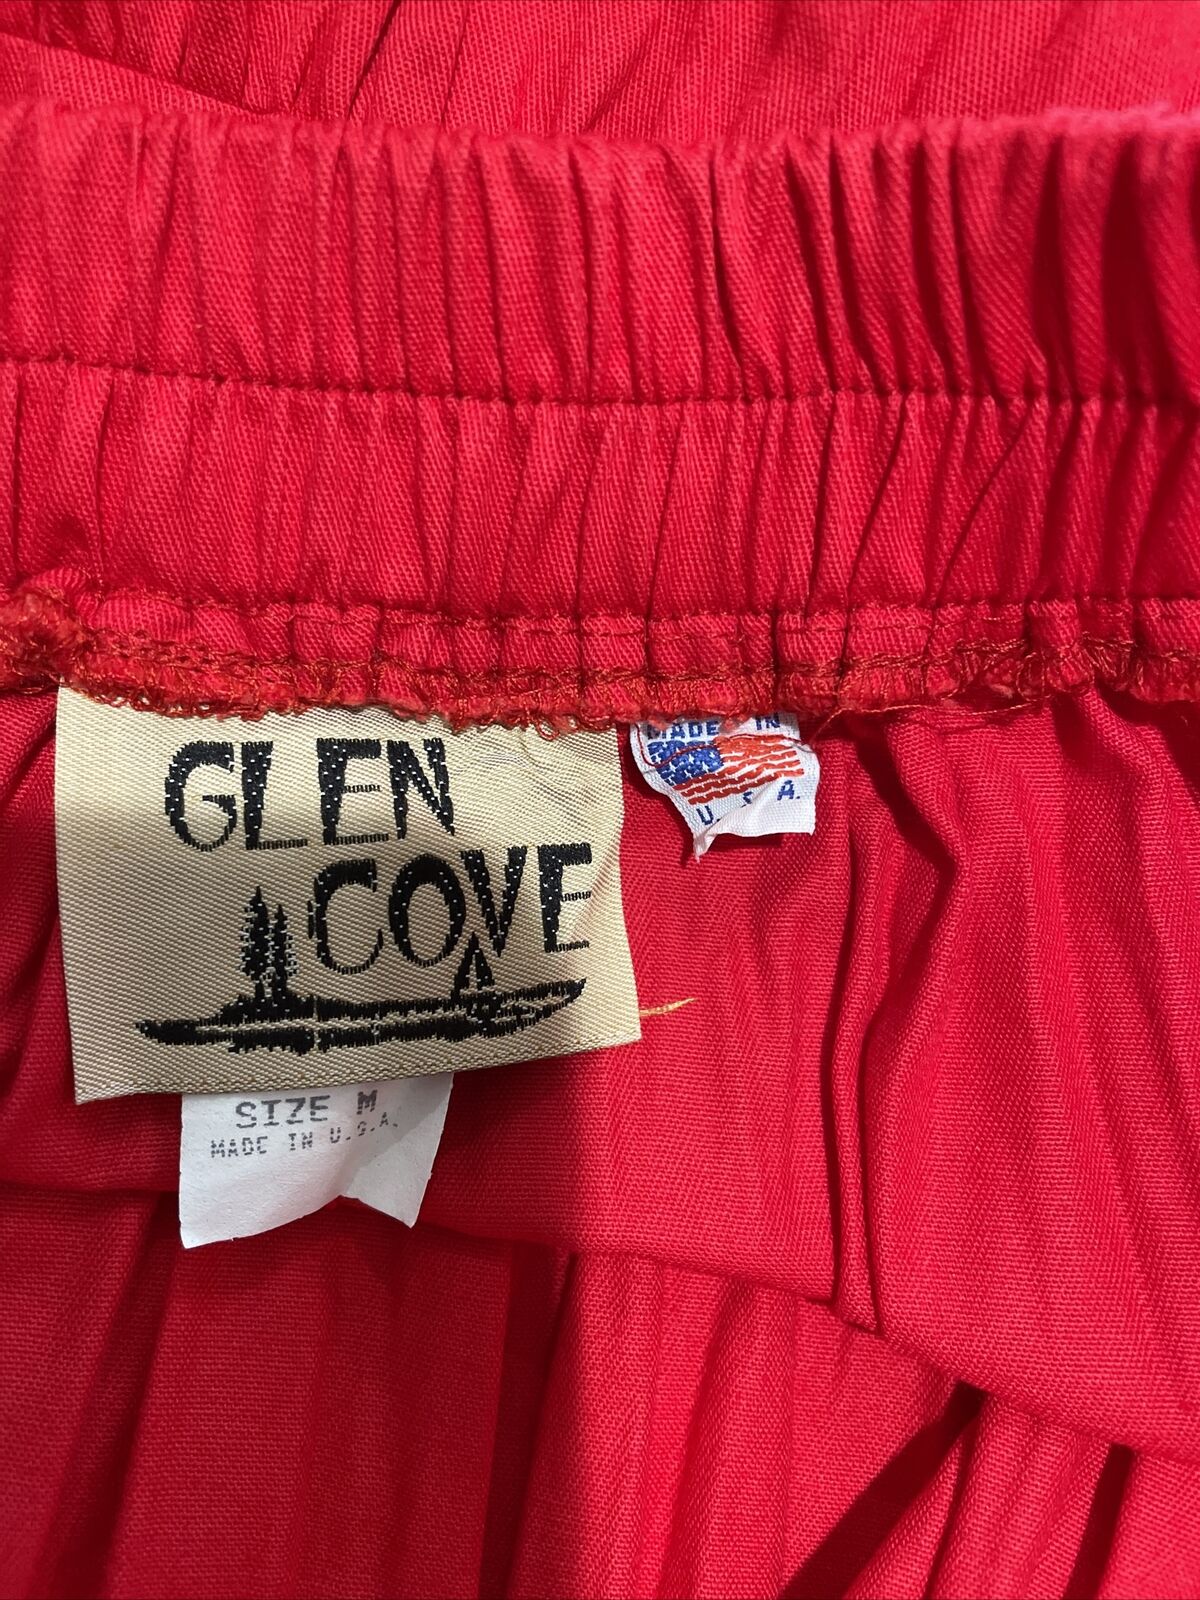 GLEN
COVE
SIZE M
MADE IN U.S.A.
MADE IN
U. S A.